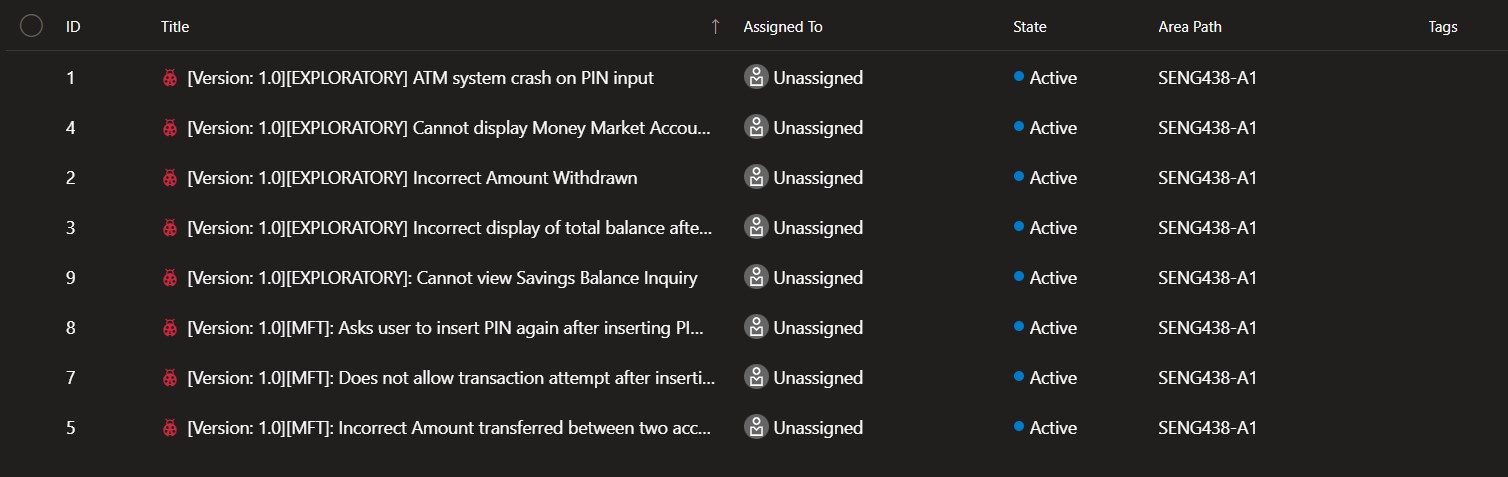 ID Title ↑ Assigned To State Area Path Tags
1 [Version: 1.0][EXPLORATORY] ATM system crash on PIN input Unassigned Active SENG438-A1
4 [Version: 1.0][EXPLORATORY] Cannot display Money Market Accou... Unassigned Active SENG438-A1
2 [Version: 1.0][EXPLORATORY] Incorrect Amount Withdrawn Unassigned Active SENG438-A1
3 [Version: 1.0][EXPLORATORY] Incorrect display of total balance afte... Unassigned Active SENG438-A1
9 [Version: 1.0][EXPLORATORY]: Cannot view Savings Balance Inquiry Unassigned Active SENG438-A1
8 [Version: 1.0][MFT]: Asks user to insert PIN again after inserting PI... Unassigned Active SENG438-A1
7 [Version: 1.0][MFT]: Does not allow transaction attempt after inserti... Unassigned Active SENG438-A1
5 [Version: 1.0][MFT]: Incorrect Amount transferred between two acc... Unassigned Active SENG438-A1